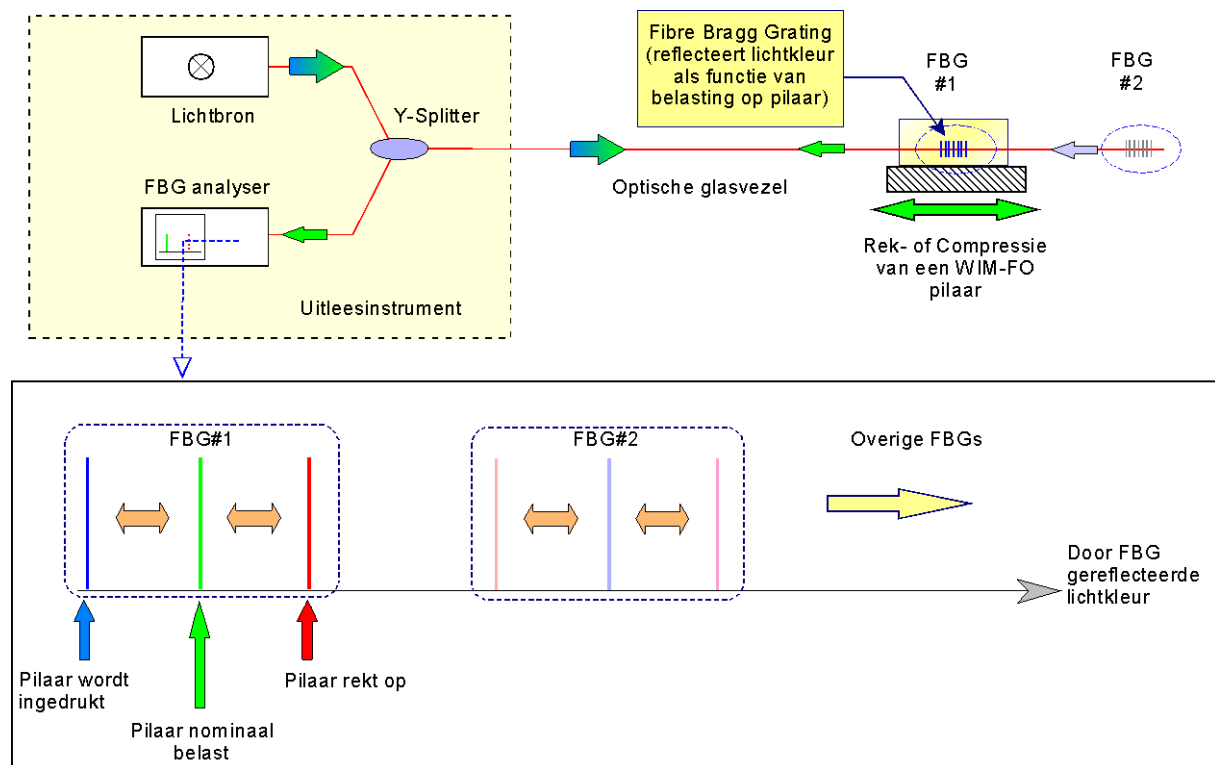 Lichtbron
Y-Splitter
FBG analyser
Uitleesinstrument
Fibre Bragg Grating
(reflecteert lichtkleur
als functie van
belasting op pilaar)
Optische glasvezel
FBG
#1
FBG
#2
Rek- of Compressie
van een WIM-FO
pilaar
FBG#1
FBG#2
Overige FBGs
Door FBG
gereflecteerde
lichtkleur
Pilaar wordt
ingedrukt
Pilaar nominaal
belast
Pilaar rekt op